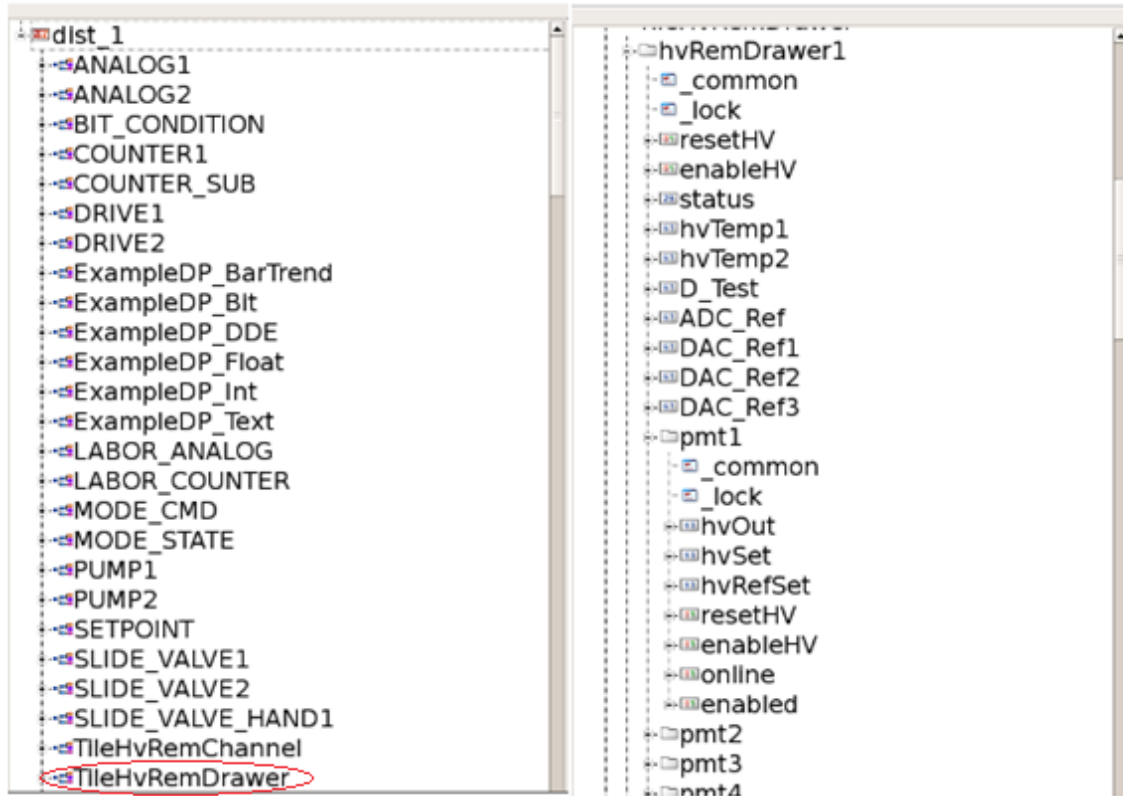 dist_1
ANALOG1
ANALOG2
BIT_CONDITION
COUNTER1
COUNTER_SUB
DRIVE1
DRIVE2
ExampleDP_BarTrend
ExampleDP_Bit
ExampleDP_DDE
ExampleDP_Float
ExampleDP_Int
ExampleDP_Text
LABOR_ANALOG
LABOR_COUNTER
MODE_CMD
MODE_STATE
PUMP1
PUMP2
SETPOINT
SLIDE_VALVE1
SLIDE_VALVE2
SLIDE_VALVE_HAND1
TileHvRemChannel
TileHvRemDrawer
hvRemDrawer1
_common
_lock
resetHV
enableHV
status
hvTemp1
hvTemp2
D_Test
ADC_Ref
DAC_Ref1
DAC_Ref2
DAC_Ref3
pmt1
_common
_lock
hvOut
hvSet
hvRefSet
resetHV
enableHV
online
enabled
pmt2
pmt3
pmt4